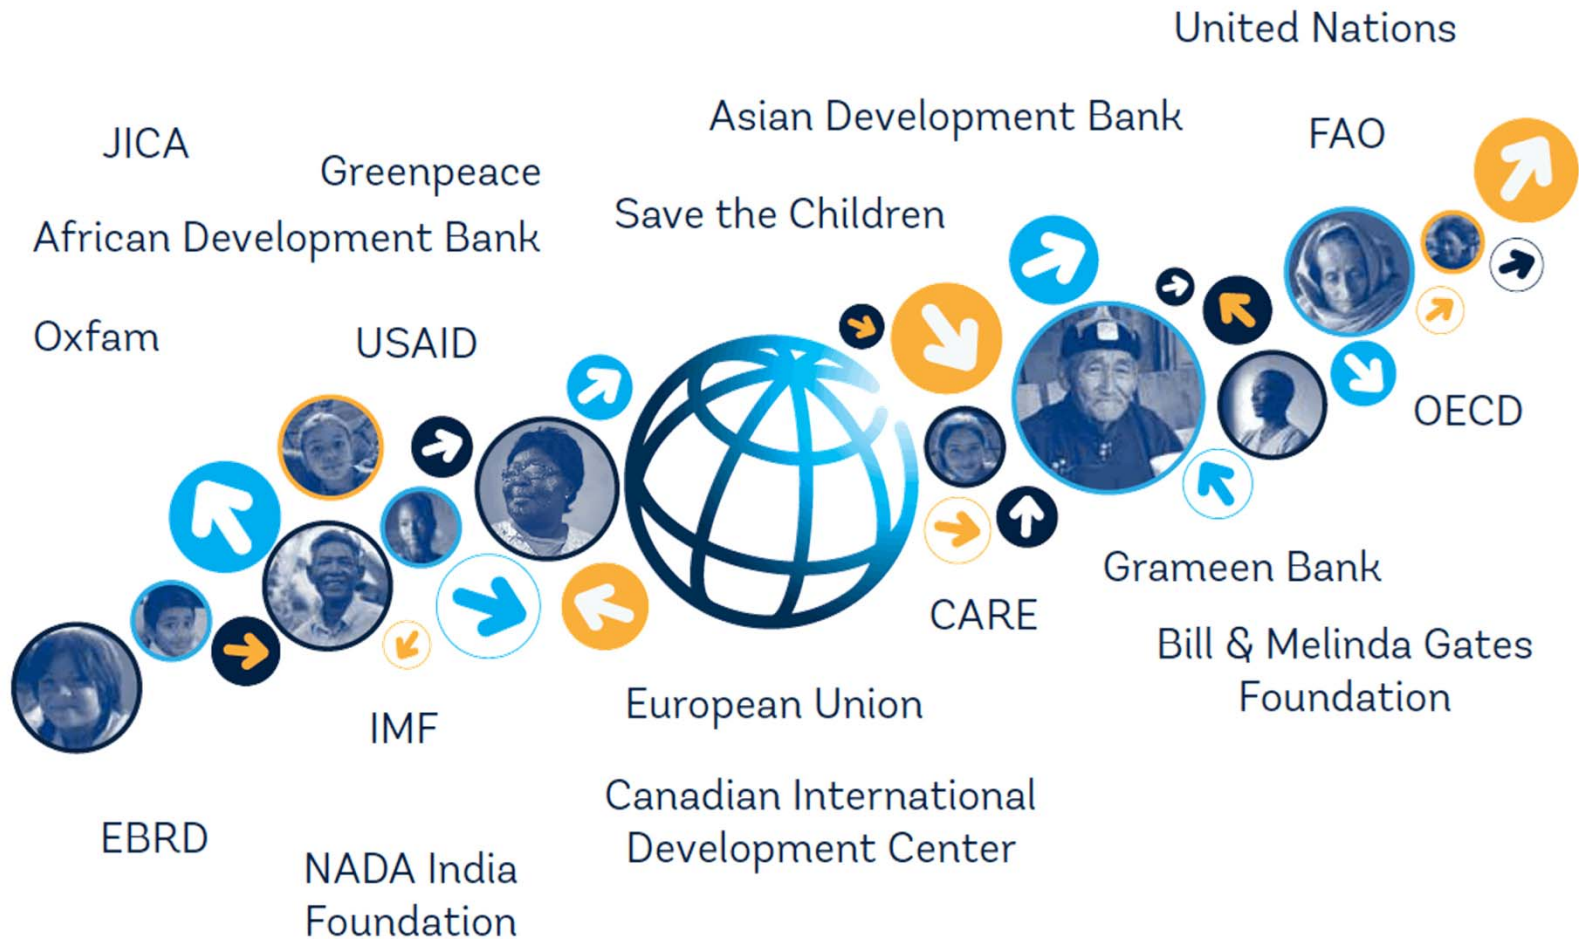 United Nations
Asian Development Bank
JICA
FAO
Greenpeace
Save the Children
African Development Bank
Oxfam
USAID
OECD
Grameen Bank
CARE
Bill & Melinda Gates
Foundation
European Union
IMF
Canadian International
Development Center
EBRD
NADA India
Foundation